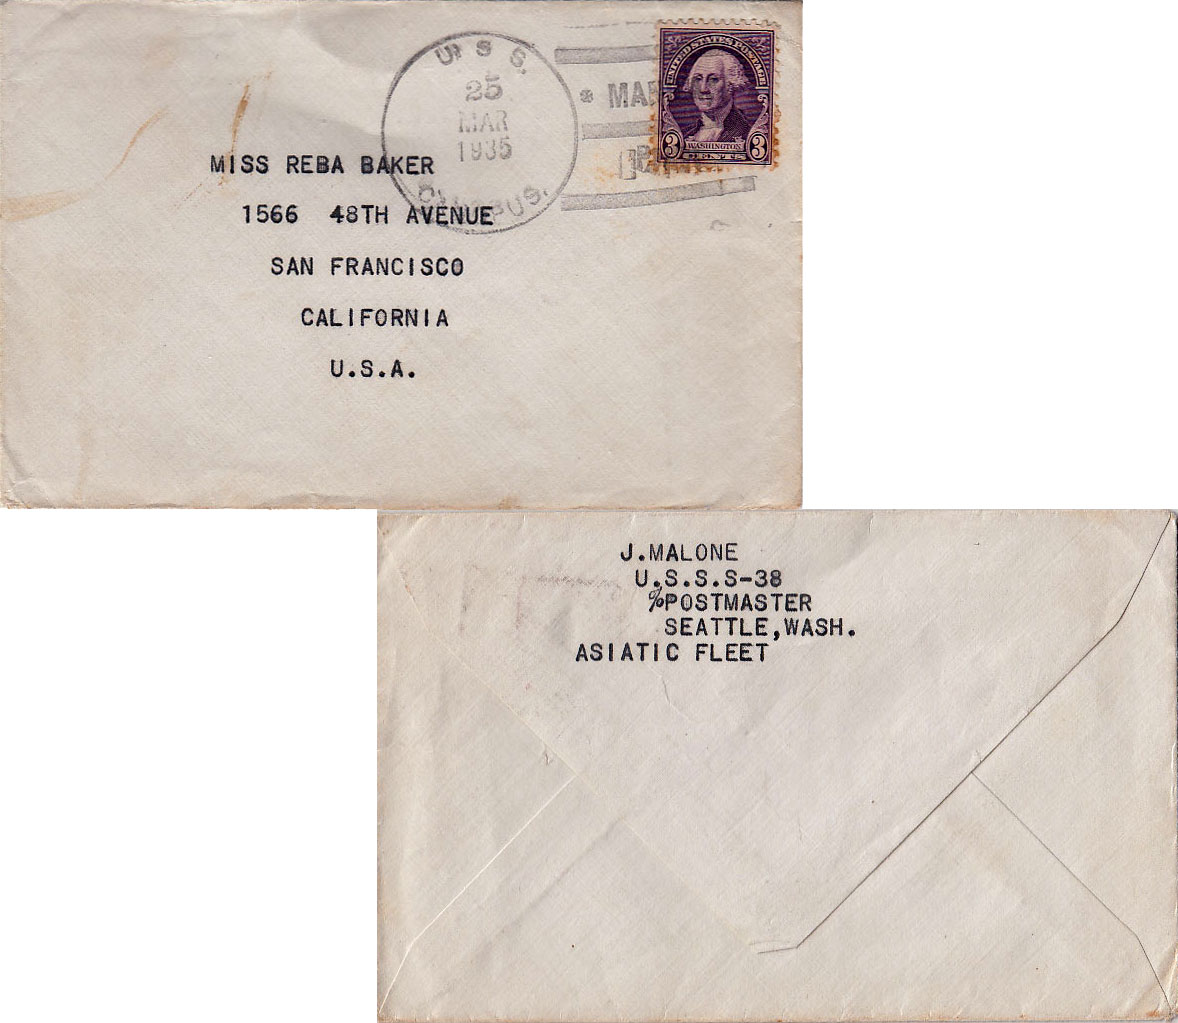 U S S.
25
MAR
1935
UNITED STATES POSTAGE
3 WASHINGTON 3
CENTS
MISS REBA BAKER
1566 48TH AVENUE
SAN FRANCISCO
CALIFORNIA
U.S.A.
J.MALONE
U.S.S.S-38
%POSTMASTER
SEATTLE,WASH.
ASIATIC FLEET